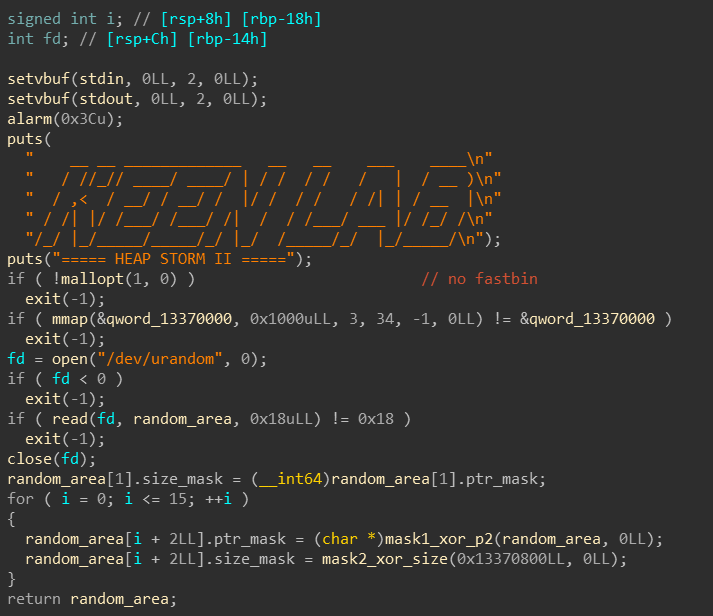 signed int i; // [rsp+8h] [rbp-18h]
int fd; // [rsp+Ch] [rbp-14h]

setvbuf(stdin, 0LL, 2, 0LL);
setvbuf(stdout, 0LL, 2, 0LL);
alarm(0x3Cu);
puts(
  "    __ __ _____________   __   __    ___    ____\n"
  "   / //_// ____/ ____/ | / /  / /   /   |  / __ )\n"
  "  / ,<  / __/ / __/ /  |/ /  / /   / /| | / __  |\n"
  " / /| |/ /___/ /___/ /|  /  / /___/ ___ |/ /_/ /\n"
  "/_/ |_/_____/_____/_/ |_/  /_____/_/  |_/_____/\n");
puts("===== HEAP STORM II =====");
if ( !mallopt(1, 0) )                         // no fastbin
  exit(-1);
if ( mmap(&qword_13370000, 0x1000uLL, 3, 34, -1, 0LL) != &qword_13370000 )
  exit(-1);
fd = open("/dev/urandom", 0);
if ( fd < 0 )
  exit(-1);
if ( read(fd, random_area, 0x18uLL) != 0x18 )
  exit(-1);
close(fd);
random_area[1].size_mask = (__int64)random_area[1].ptr_mask;
for ( i = 0; i <= 15; ++i )
{
  random_area[i + 2LL].ptr_mask = (char *)mask1_xor_p2(random_area, 0LL);
  random_area[i + 2LL].size_mask = mask2_xor_size(0x13370800LL, 0LL);
}
return random_area;